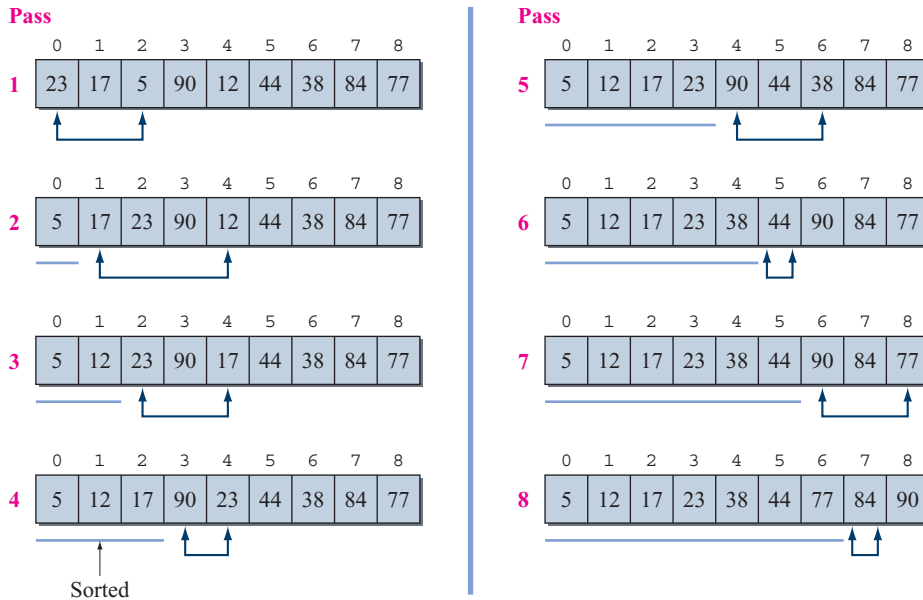 Pass
0 1 2 3 4 5 6 7 8
1 23 17 5 90 12 44 38 84 77
0 1 2 3 4 5 6 7 8
2 5 17 23 90 12 44 38 84 77
0 1 2 3 4 5 6 7 8
3 5 12 23 90 17 44 38 84 77
0 1 2 3 4 5 6 7 8
4 5 12 17 90 23 44 38 84 77
Sorted
Pass
0 1 2 3 4 5 6 7 8
5 5 12 17 23 90 44 38 84 77
0 1 2 3 4 5 6 7 8
6 5 12 17 23 38 44 90 84 77
0 1 2 3 4 5 6 7 8
7 5 12 17 23 38 44 90 84 77
0 1 2 3 4 5 6 7 8
8 5 12 17 23 38 44 77 84 90